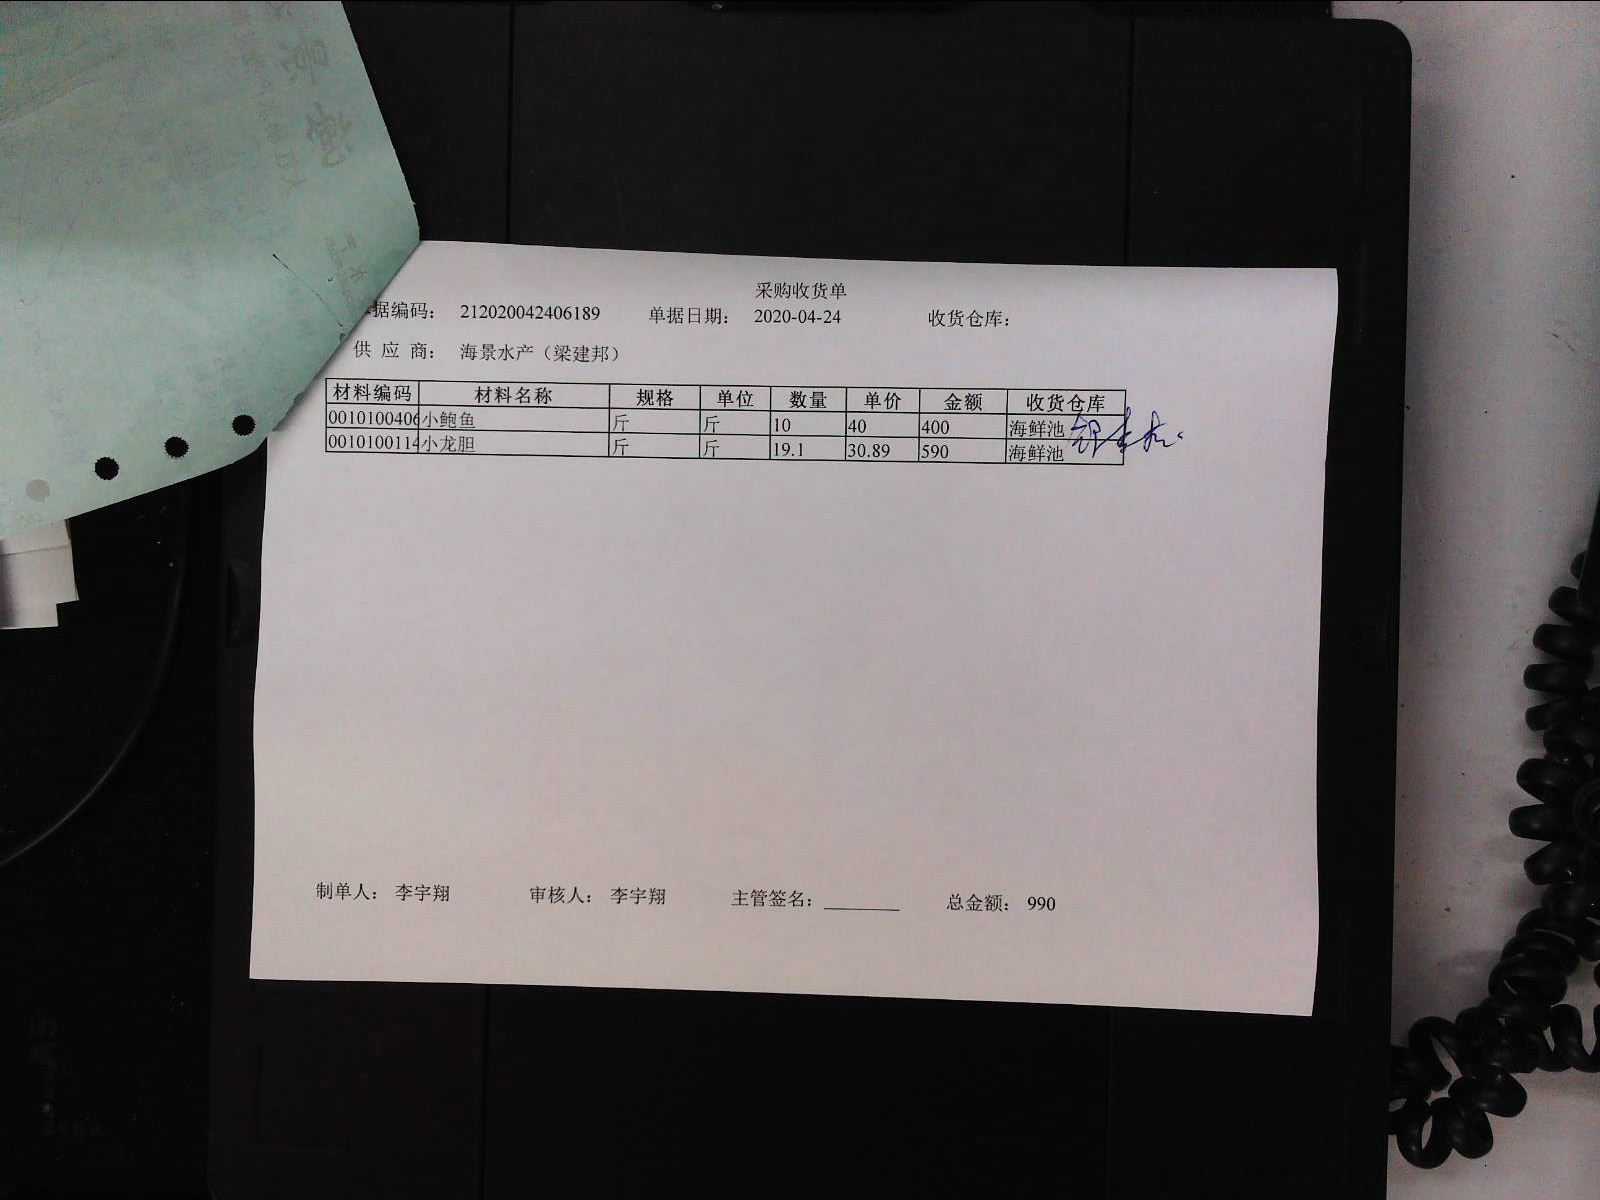 采购收货单
据编码： 212020042406189 单据日期： 2020-04-24 收货仓库：
供 应 商： 海景水产（梁建邦）
材料编码 材料名称 规格 单位 数量 单价 金额 收货仓库
0010100406 小鲍鱼 斤 斤 10 40 400 海鲜池
0010100114 小龙胆 斤 斤 19.1 30.89 590 海鲜池
制单人： 李宇翔 审核人： 李宇翔 主管签名：________ 总金额： 990